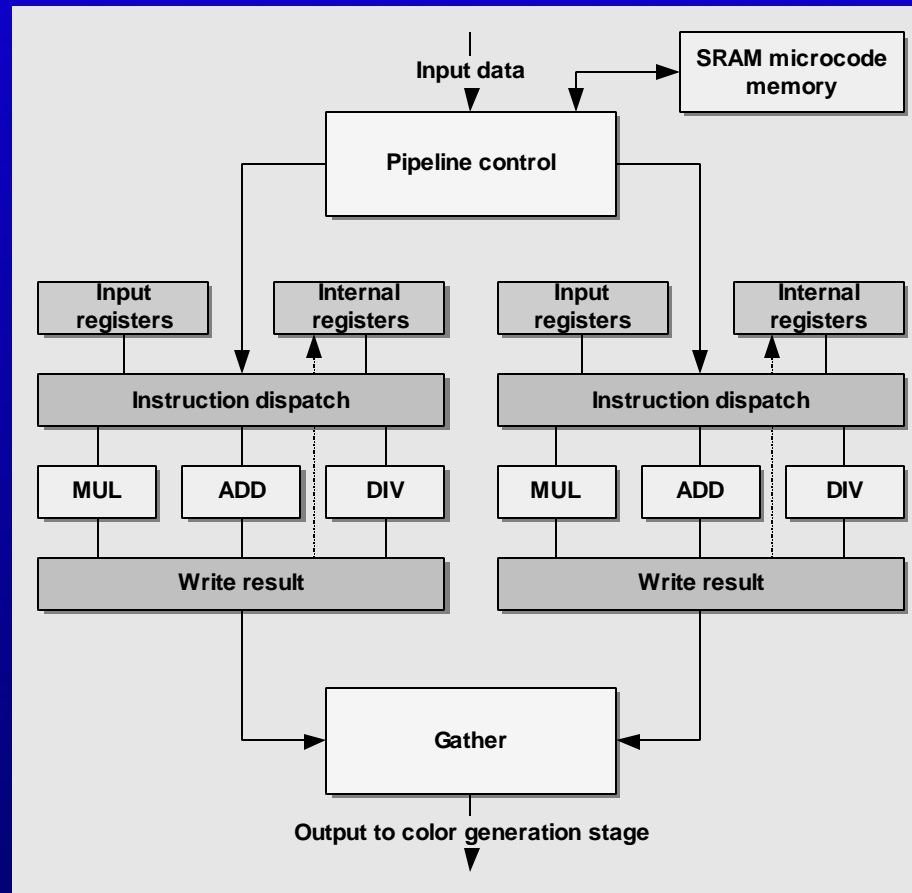 Input data
SRAM microcode
memory
Pipeline control
Input
registers
Internal
registers
Input
registers
Internal
registers
Instruction dispatch
Instruction dispatch
MUL
ADD
DIV
MUL
ADD
DIV
Write result
Write result
Gather
Output to color generation stage